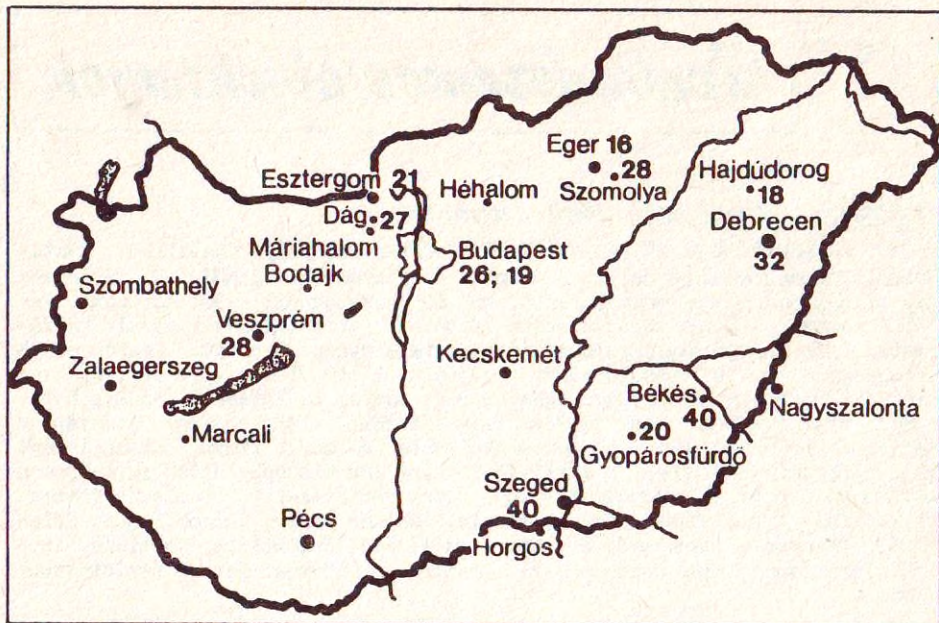 Eger 16
28
Szomolya
Hajdúdorog
18
Debrecen
32
Esztergom 21
Héhalom
Dág 27
Máriahalom
Bodajk
Budapest
26; 19
Szombathely
Veszprém
28
Zalaegerszeg
Kecskemét
Marcali
Békés
40
Nagyszalonta
20
Gyopárosfürdő
Szeged
40
Pécs
Horgos